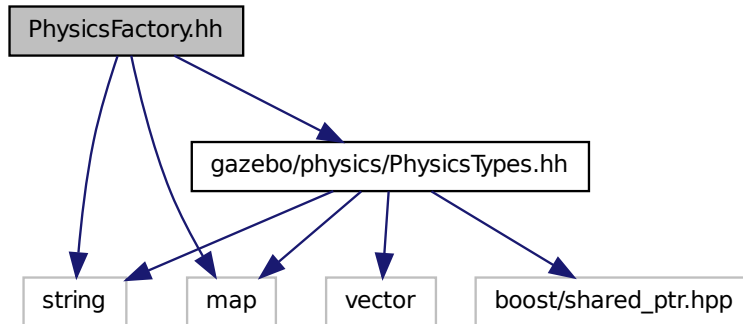 PhysicsFactory.hh
gazebo/physics/PhysicsTypes.hh
string
map
vector
boost/shared_ptr.hpp